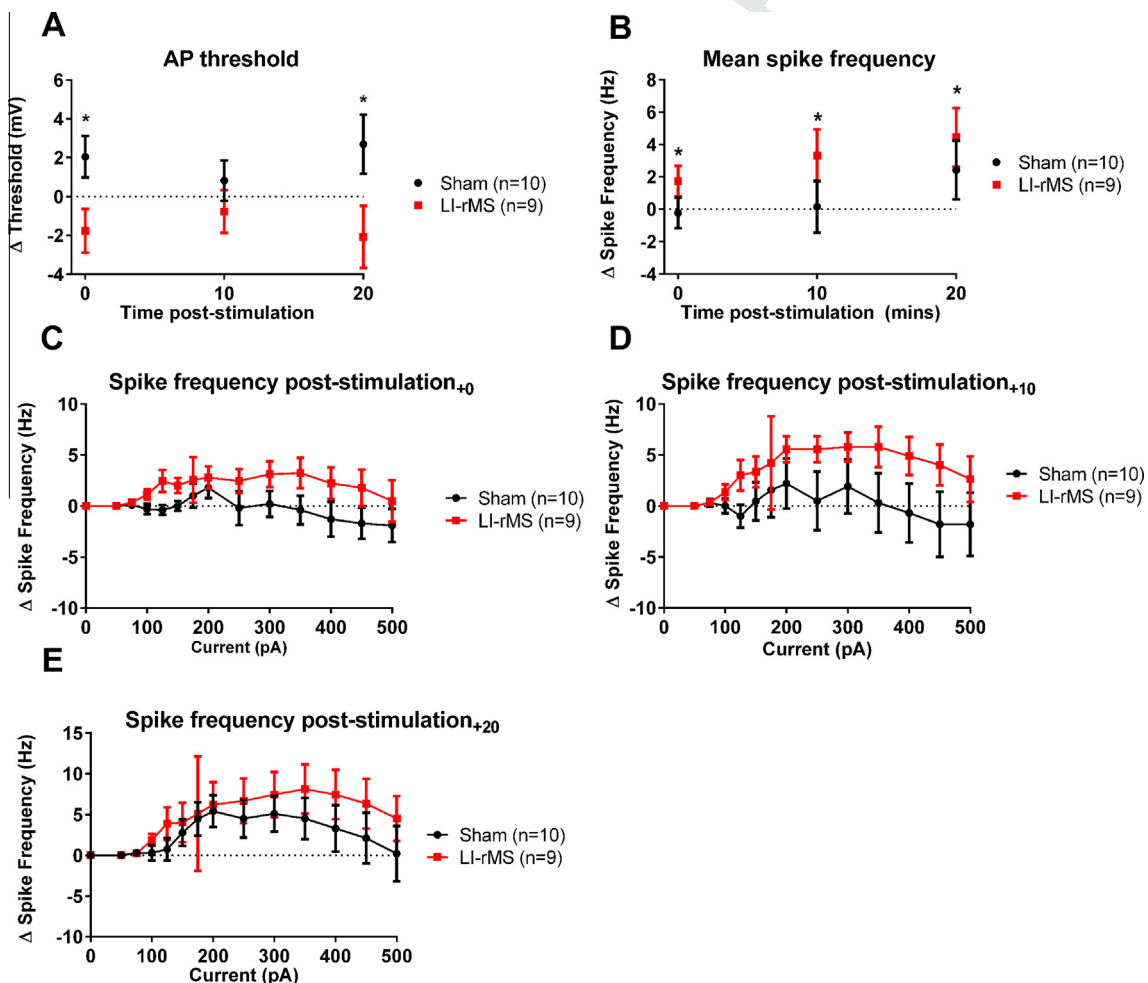 A
AP threshold
Δ Threshold (mV)
6
4
2
0
-2
-4
*
*
0
10
20
Time post-stimulation
Sham (n=10)
LI-rMS (n=9)
B
Mean spike frequency
Δ Spike Frequency (Hz)
8
6
4
2
0
-2
-4
*
*
*
0
10
20
Time post-stimulation (mins)
Sham (n=10)
LI-rMS (n=9)
C
Spike frequency post-stimulation+0
Δ Spike Frequency (Hz)
10
5
0
-5
-10
0
100
200
300
400
500
Current (pA)
Sham (n=10)
LI-rMS (n=9)
D
Spike frequency post-stimulation+10
Δ Spike Frequency (Hz)
10
5
0
-5
-10
0
100
200
300
400
500
Current (pA)
Sham (n=10)
LI-rMS (n=9)
E
Spike frequency post-stimulation+20
Δ Spike Frequency (Hz)
15
10
5
0
-5
-10
0
100
200
300
400
500
Current (pA)
Sham (n=10)
LI-rMS (n=9)